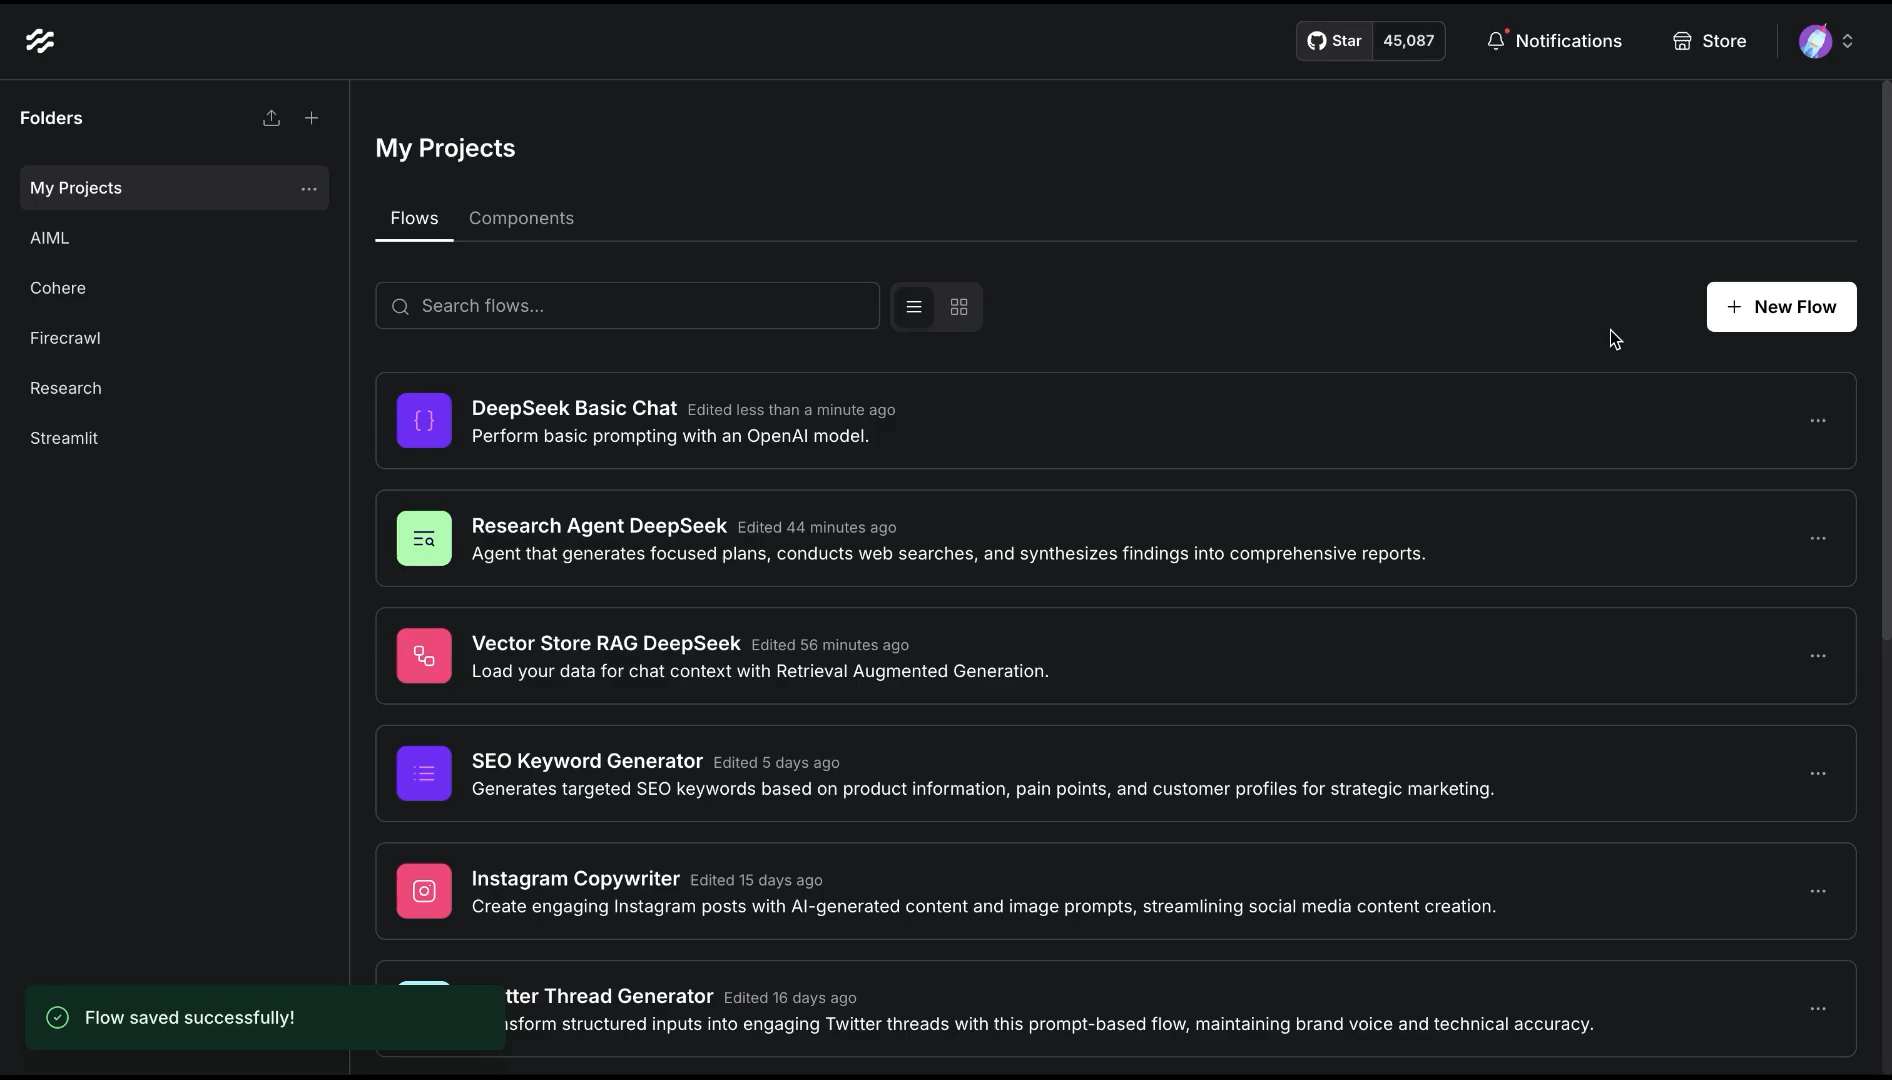 Star 45,087
Notifications
Store
Folders
My Projects
AIML
Cohere
Firecrawl
Research
Streamlit
My Projects
Flows Components
Search flows...
New Flow
DeepSeek Basic Chat Edited less than a minute ago
Perform basic prompting with an OpenAI model.
Research Agent DeepSeek Edited 44 minutes ago
Agent that generates focused plans, conducts web searches, and synthesizes findings into comprehensive reports.
Vector Store RAG DeepSeek Edited 56 minutes ago
Load your data for chat context with Retrieval Augmented Generation.
SEO Keyword Generator Edited 5 days ago
Generates targeted SEO keywords based on product information, pain points, and customer profiles for strategic marketing.
Instagram Copywriter Edited 15 days ago
Create engaging Instagram posts with AI-generated content and image prompts, streamlining social media content creation.
tter Thread Generator Edited 16 days ago
sform structured inputs into engaging Twitter threads with this prompt-based flow, maintaining brand voice and technical accuracy.
Flow saved successfully!